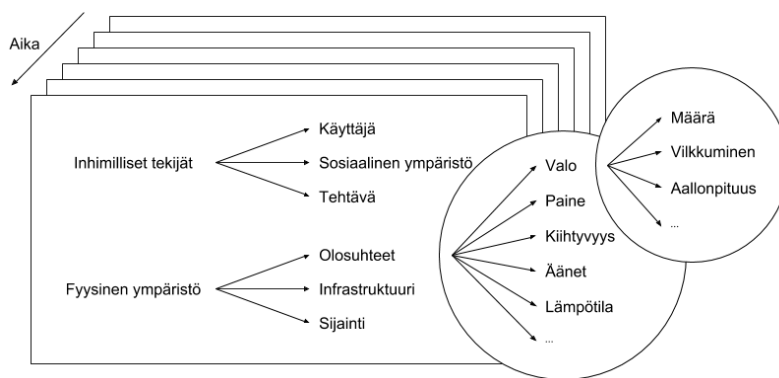 Aika
Inhimilliset tekijät
Käyttäjä
Sosiaalinen ympäristö
Tehtävä
Fyysinen ympäristö
Olosuhteet
Infrastruktuuri
Sijainti
Valo
Paine
Kiihtyvyys
Äänet
Lämpötila
...
Määrä
Vilkkuminen
Aallonpituus
...